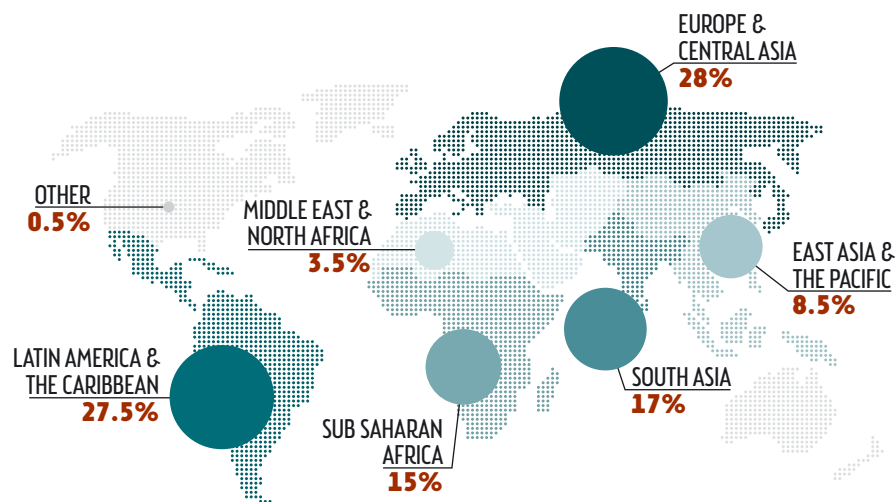 EUROPE &
CENTRAL ASIA
28%
OTHER
0.5%
MIDDLE EAST &
NORTH AFRICA
3.5%
EAST ASIA &
THE PACIFIC
8.5%
LATIN AMERICA &
THE CARIBBEAN
27.5%
SOUTH ASIA
17%
SUB SAHARAN
AFRICA
15%